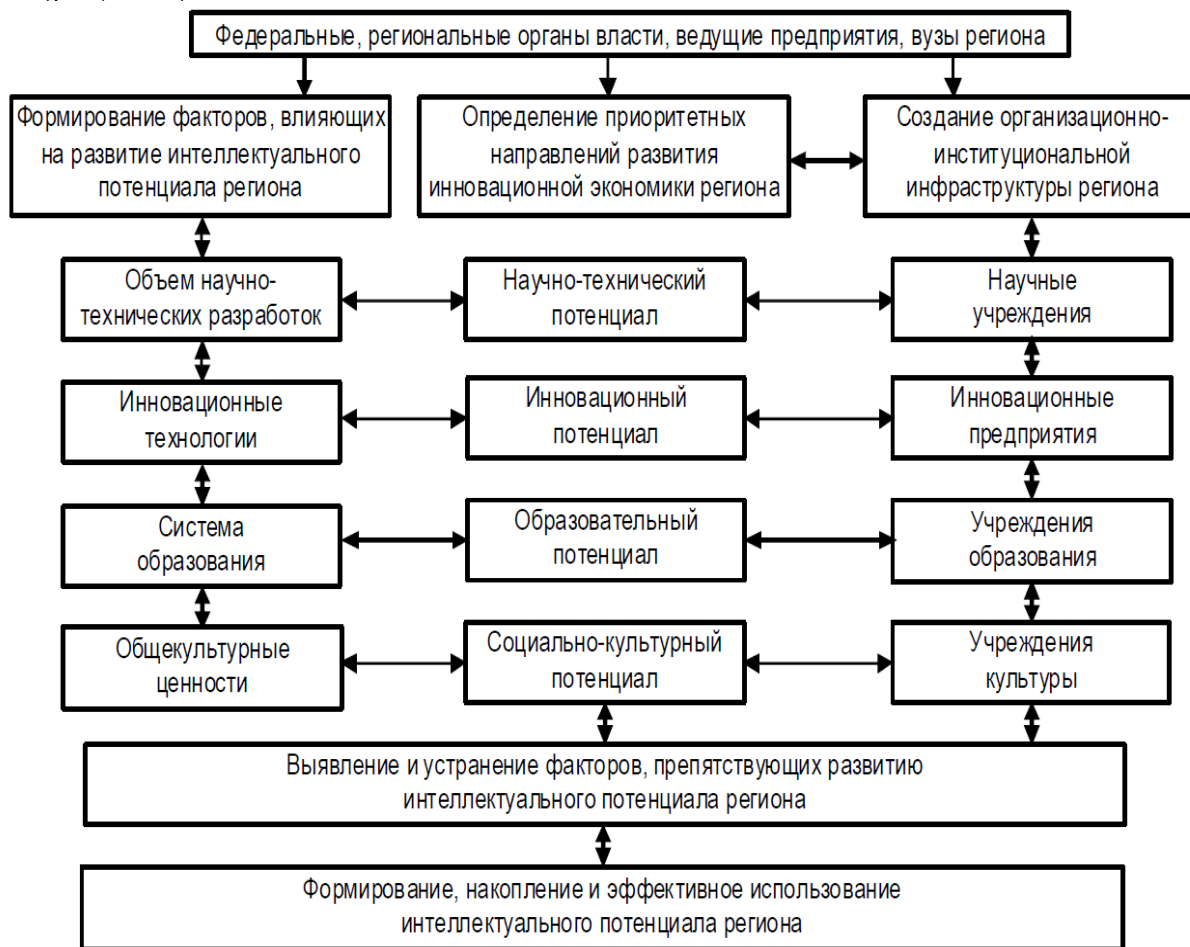 Федеральные, региональные органы власти, ведущие предприятия, вузы региона
Формирование факторов, влияющих
на развитие интеллектуального
потенциала региона
Определение приоритетных
направлений развития
инновационной экономики региона
Создание организационно-
институциональной
инфраструктуры региона
Объем научно-
технических разработок
Научно-технический
потенциал
Научные
учреждения
Инновационные
технологии
Инновационный
потенциал
Инновационные
предприятия
Система
образования
Образовательный
потенциал
Учреждения
образования
Общекультурные
ценности
Социально-культурный
потенциал
Учреждения
культуры
Выявление и устранение факторов, препятствующих развитию
интеллектуального потенциала региона
Формирование, накопление и эффективное использование
интеллектуального потенциала региона